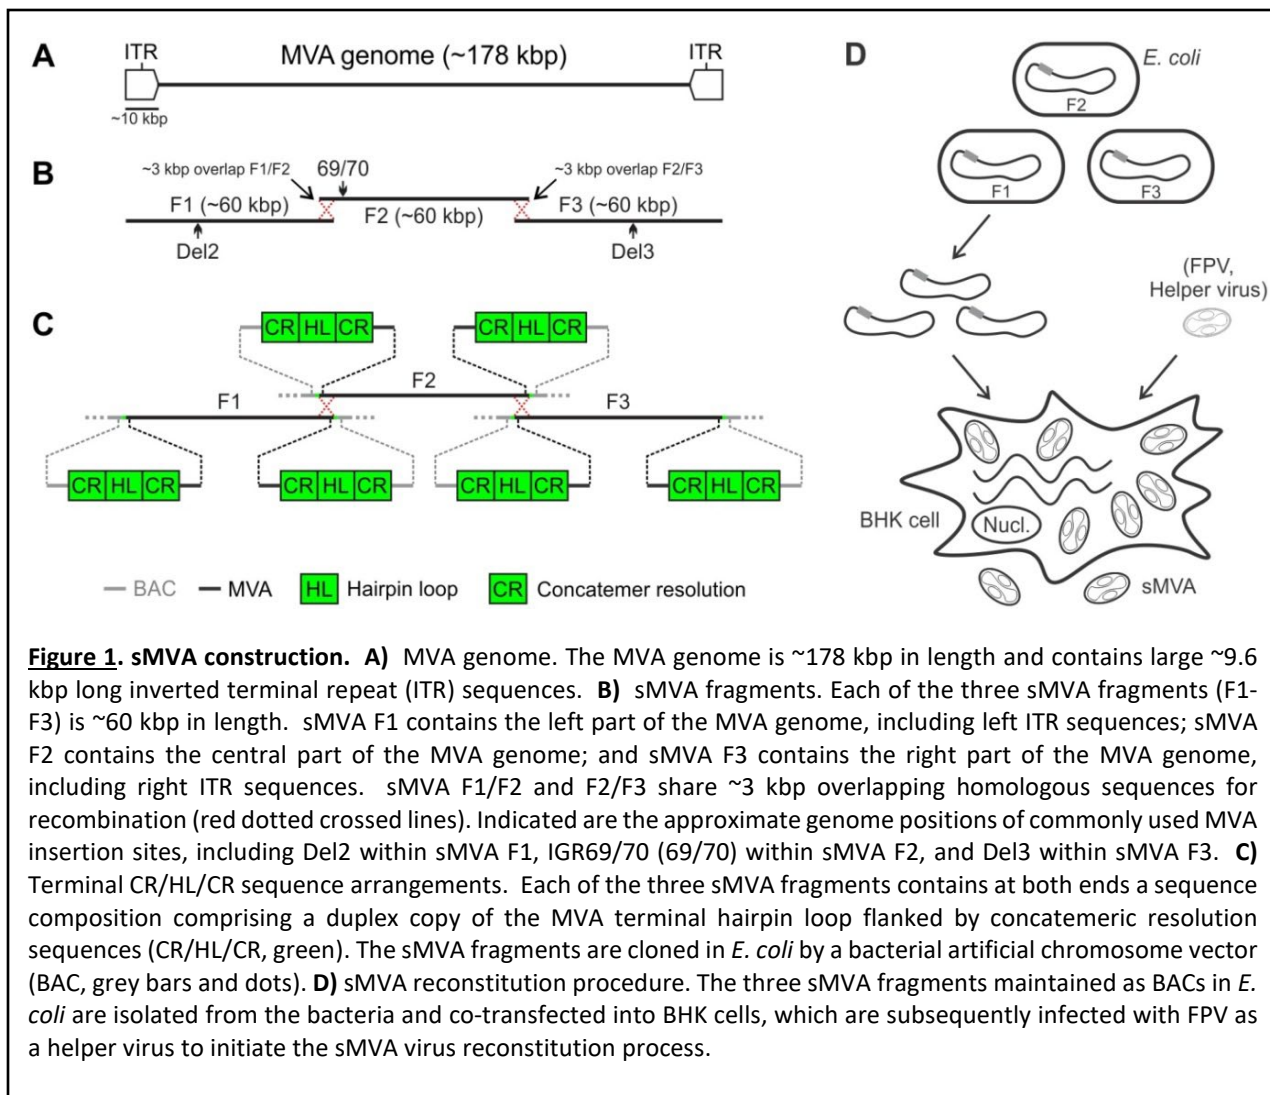 A
ITR
MVA genome (~178 kbp)
ITR
~10 kbp
B
~3 kbp overlap F1/F2
69/70
~3 kbp overlap F2/F3
F1 (~60 kbp)
F2 (~60 kbp)
F3 (~60 kbp)
Del2
Del3
C
CR HL CR
CR HL CR
F2
F1
F3
CR HL CR
CR HL CR
CR HL CR
CR HL CR
BAC
MVA
HL Hairpin loop
CR Concatemer resolution
D
E. coli
F2
F1
F3
(FPV,
Helper virus)
BHK cell
Nucl.
sMVA
Figure 1. sMVA construction. A) MVA genome. The MVA genome is ~178 kbp in length and contains large ~9.6
kbp long inverted terminal repeat (ITR) sequences. B) sMVA fragments. Each of the three sMVA fragments (F1-
F3) is ~60 kbp in length. sMVA F1 contains the left part of the MVA genome, including left ITR sequences; sMVA
F2 contains the central part of the MVA genome; and sMVA F3 contains the right part of the MVA genome,
including right ITR sequences. sMVA F1/F2 and F2/F3 share ~3 kbp overlapping homologous sequences for
recombination (red dotted crossed lines). Indicated are the approximate genome positions of commonly used MVA
insertion sites, including Del2 within sMVA F1, IGR69/70 (69/70) within sMVA F2, and Del3 within sMVA F3. C)
Terminal CR/HL/CR sequence arrangements. Each of the three sMVA fragments contains at both ends a sequence
composition comprising a duplex copy of the MVA terminal hairpin loop flanked by concatemeric resolution
sequences (CR/HL/CR, green). The sMVA fragments are cloned in E. coli by a bacterial artificial chromosome vector
(BAC, grey bars and dots). D) sMVA reconstitution procedure. The three sMVA fragments maintained as BACs in E.
coli are isolated from the bacteria and co-transfected into BHK cells, which are subsequently infected with FPV as
a helper virus to initiate the sMVA virus reconstitution process.